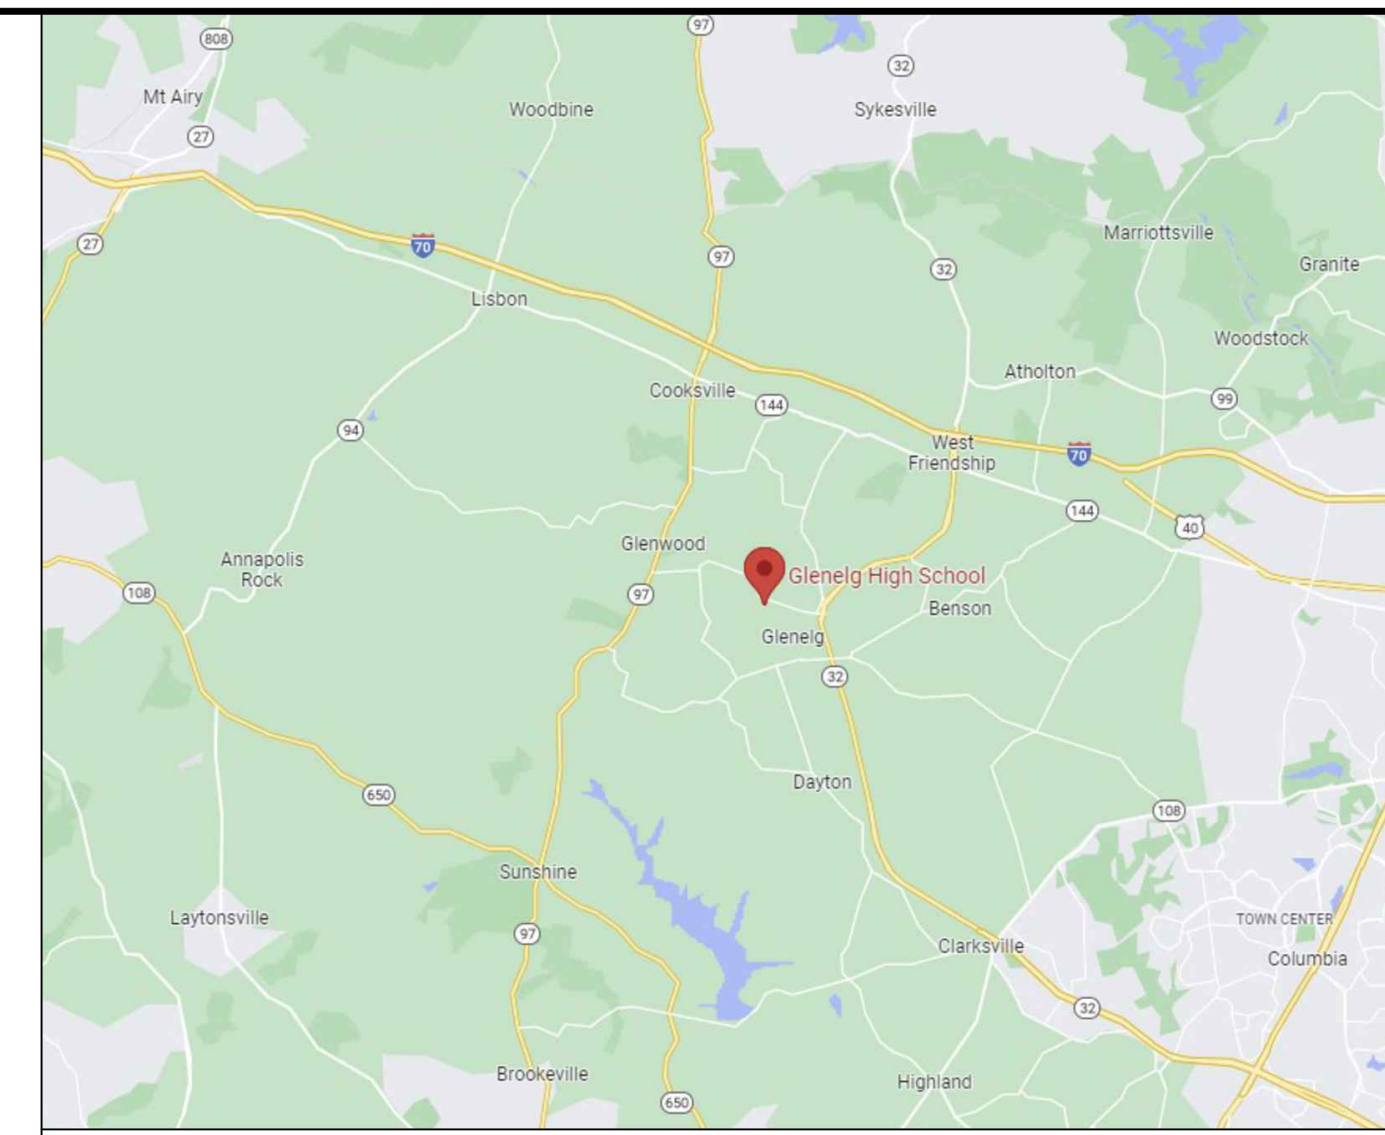 97
808
32
Mt Airy
Woodbine
Sykesville
27
Marriottsville
27
70
97
Granite
32
Lisbon
Woodstock
Atholton
Cooksville
99
144
94
West
Friendship
70
144
40
Glenwood
Annapolis
Rock
Glenelg High School
108
97
Benson
Glenelg
32
Dayton
650
108
Sunshine
Laytonsville
TOWN CENTER
97
Clarksville
Columbia
32
Brookeville
Highland
650